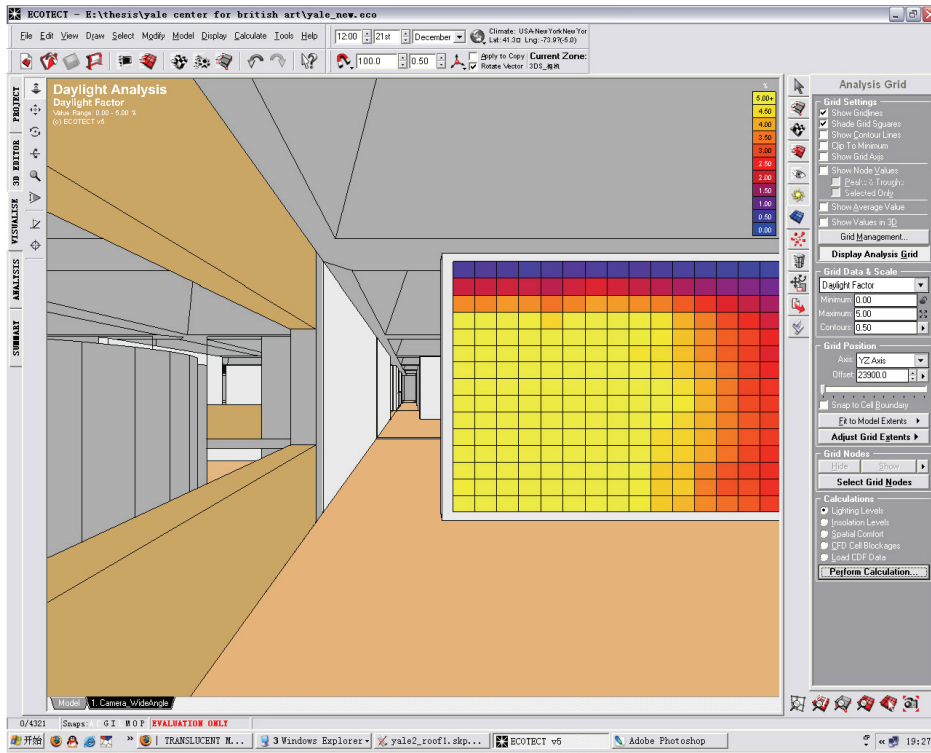 ECOTECT - E:\thesis\yale center for british art\yale_new.eco
File Edit View Draw Select Modify Model Display Calculate Tools Help
12:00 21st December
Climate: USA-New YorkNew Yor
Lat: 41.3° Lng: -73.9?(-5.0)
100.0 0.50
Apply to Copy
Rotate Vector
Current Zone:
PROJECT
3D EDITOR
VISUALISE
ANALYSIS
SUMMARY
Daylight Analysis
Daylight Factor
Value Range: 0.00 - 5.00 %
(c) ECOTECT v5
%
5.00+
4.50
4.00
3.50
3.00
2.50
2.00
1.50
1.00
0.50
0.00
Analysis Grid
Grid Settings
Show Gridlines
Shade Grid Squares
Show Contour Lines
Clip To Minimum
Show Grid Axis
Show Node Values
Peaks & Troughs
Selected Only
Show Average Value
Show Values in 3D
Grid Management...
Display Analysis Grid
Grid Data & Scale
Daylight Factor
Minimum: 0.00
Maximum: 5.00
Contours: 0.50
Grid Position
Axis: YZ Axis
Offset: 23900.0
Snap to Cell Boundary
Fit to Model Extents
Adjust Grid Extents
Grid Nodes
Hide Show
Select Grid Nodes
Calculations
Lighting Levels
Insolation Levels
Spatial Comfort
CFD Cell Blockages
Load CDF Data
Perform Calculation...
Model 1. Camera_WideAngle
0/4321 Snaps: G I M O P EVALUATION ONLY
开始 » TRANSLUCENT M... 3 Windows Explorer yale2_roof1.skp... ECOTECT v5 Adobe Photoshop « 19:27